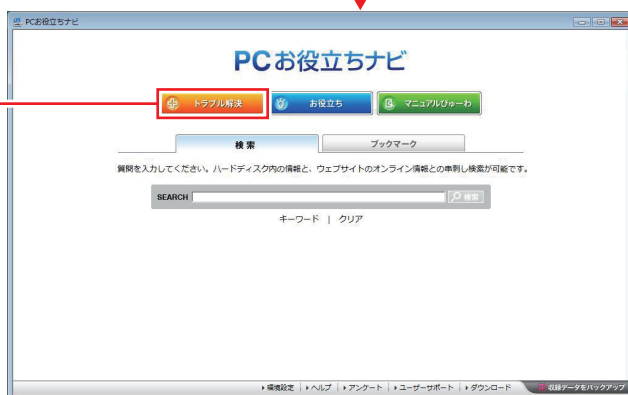 PCお役立ちナビ
PCお役立ちナビ
トラブル解決 お役立ち マニュアルびゅーわ
検索 ブックマーク
質問を入力してください。ハードディスク内の情報と、ウェブサイトのオンライン情報との串刺し検索が可能です。
SEARCH 検索
キーワード | クリア
環境設定 | ヘルプ | アンケート | ユーザーサポート | ダウンロード 収録データをバックアップ